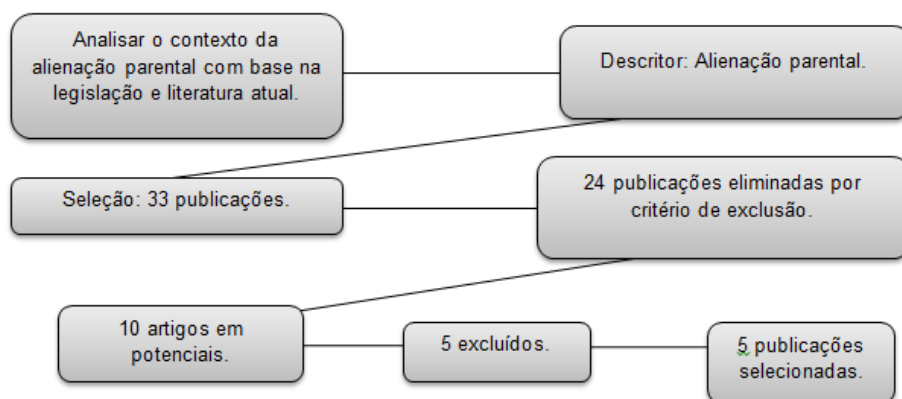 Analisar o contexto da
alienação parental com base na
legislação e literatura atual.
Descritor: Alienação parental.
Seleção: 33 publicações.
24 publicações eliminadas por
critério de exclusão.
10 artigos em
potenciais.
5 excluídos.
5 publicações
selecionadas.